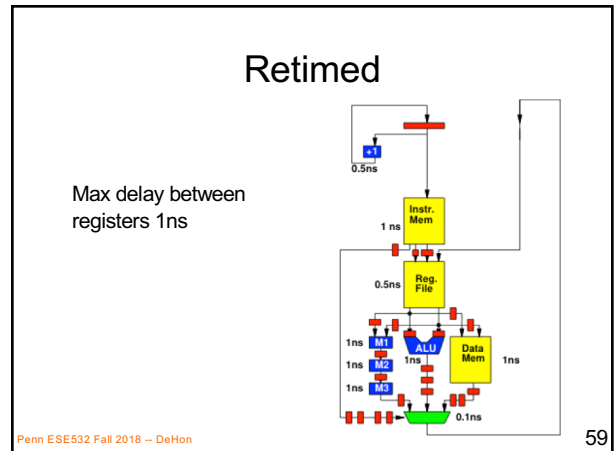 Retimed
Max delay between
registers 1ns
+1
0.5ns
Instr.
Mem
1 ns
Reg.
File
0.5ns
1ns
M1
ALU
1ns
Data
Mem
1ns
1ns
M2
1ns
M3
0.1ns
Penn ESE532 Fall 2018 -- DeHon
59